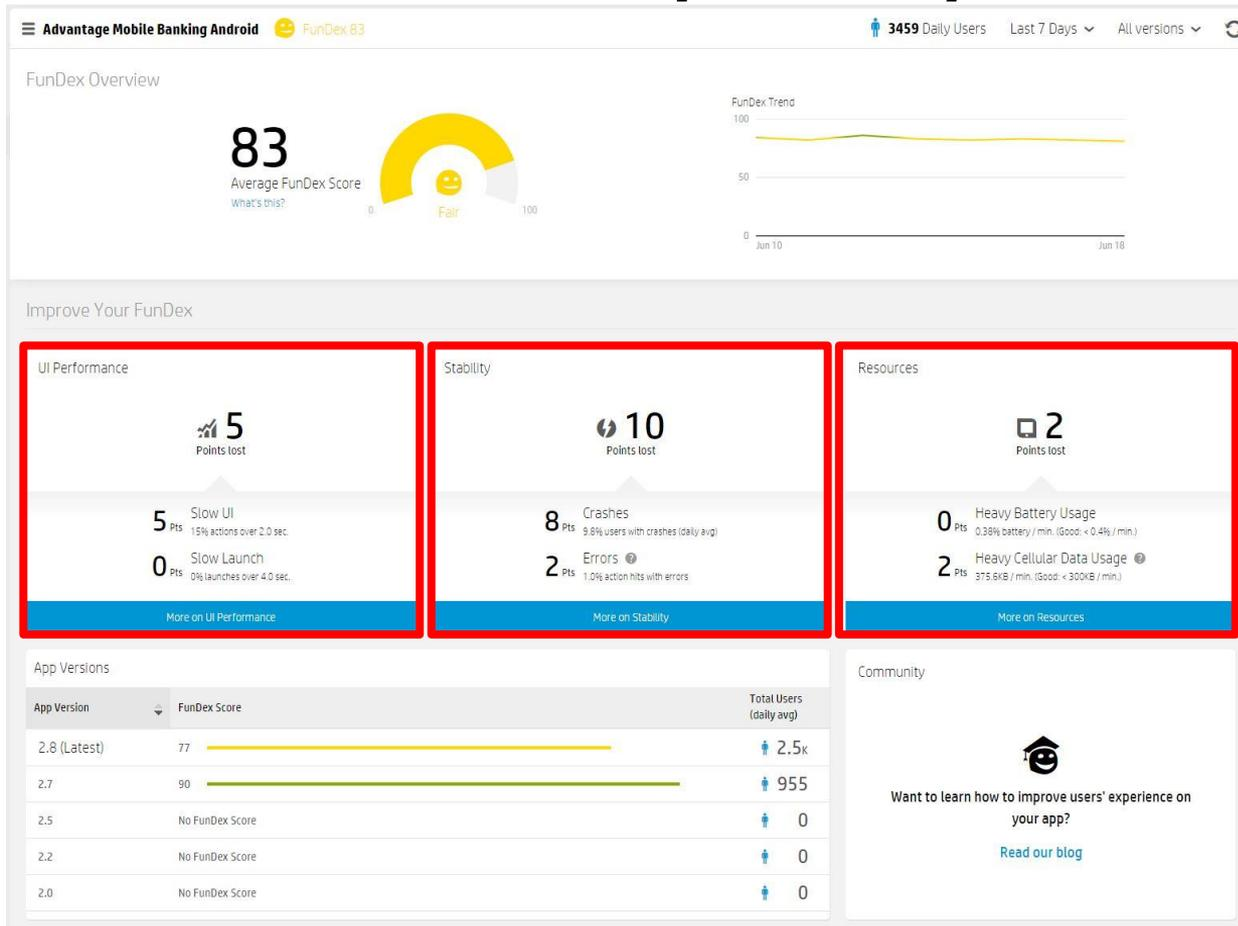 Advantage Mobile Banking Android FunDex 83 3459 Daily Users Last 7 Days All versions
FunDex Overview
83
Average FunDex Score
What's this?
0 Fair 100
FunDex Trend
100
50
0
Jun 10 Jun 18
Improve Your FunDex
UI Performance
5
Points lost
5 Pts Slow UI
15% actions over 2.0 sec.
0 Pts Slow Launch
0% launches over 4.0 sec.
More on UI Performance
Stability
10
Points lost
8 Pts Crashes
9.8% users with crashes (daily avg)
2 Pts Errors ?
1.0% action hits with errors
More on Stability
Resources
2
Points lost
0 Pts Heavy Battery Usage
0.38% battery / min. (Good: < 0.4% / min.)
2 Pts Heavy Cellular Data Usage ?
375.6KB / min. (Good: < 300KB / min.)
More on Resources
App Versions
App Version FunDex Score Total Users
(daily avg)
2.8 (Latest) 77 2.5K
2.7 90 955
2.5 No FunDex Score 0
2.2 No FunDex Score 0
2.0 No FunDex Score 0
Community
Want to learn how to improve users' experience on
your app?
Read our blog